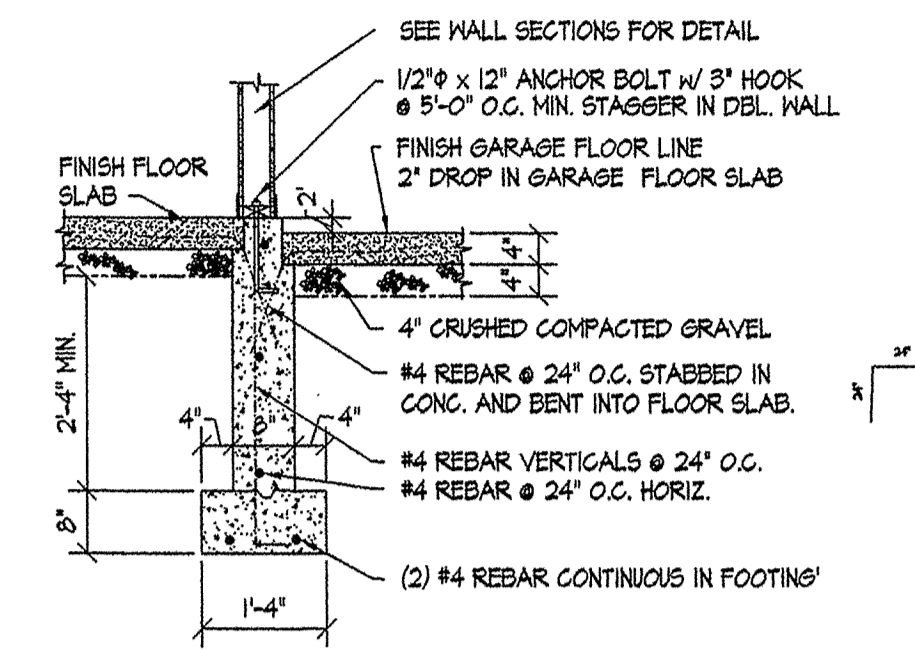 SEE WALL SECTIONS FOR DETAIL
1/2"Φ x 12" ANCHOR BOLT w/ 3" HOOK
@ 5'-0" O.C. MIN. STAGGER IN DBL. WALL
FINISH GARAGE FLOOR LINE
2" DROP IN GARAGE FLOOR SLAB
FINISH FLOOR
SLAB
2'
4"
4"
4" CRUSHED COMPACTED GRAVEL
#4 REBAR @ 24" O.C. STABBED IN
CONC. AND BENT INTO FLOOR SLAB.
2'-4" MIN.
4"
8"
4"
#4 REBAR VERTICALS @ 24" O.C.
#4 REBAR @ 24" O.C. HORIZ.
8"
(2) #4 REBAR CONTINUOUS IN FOOTING'
1'-4"